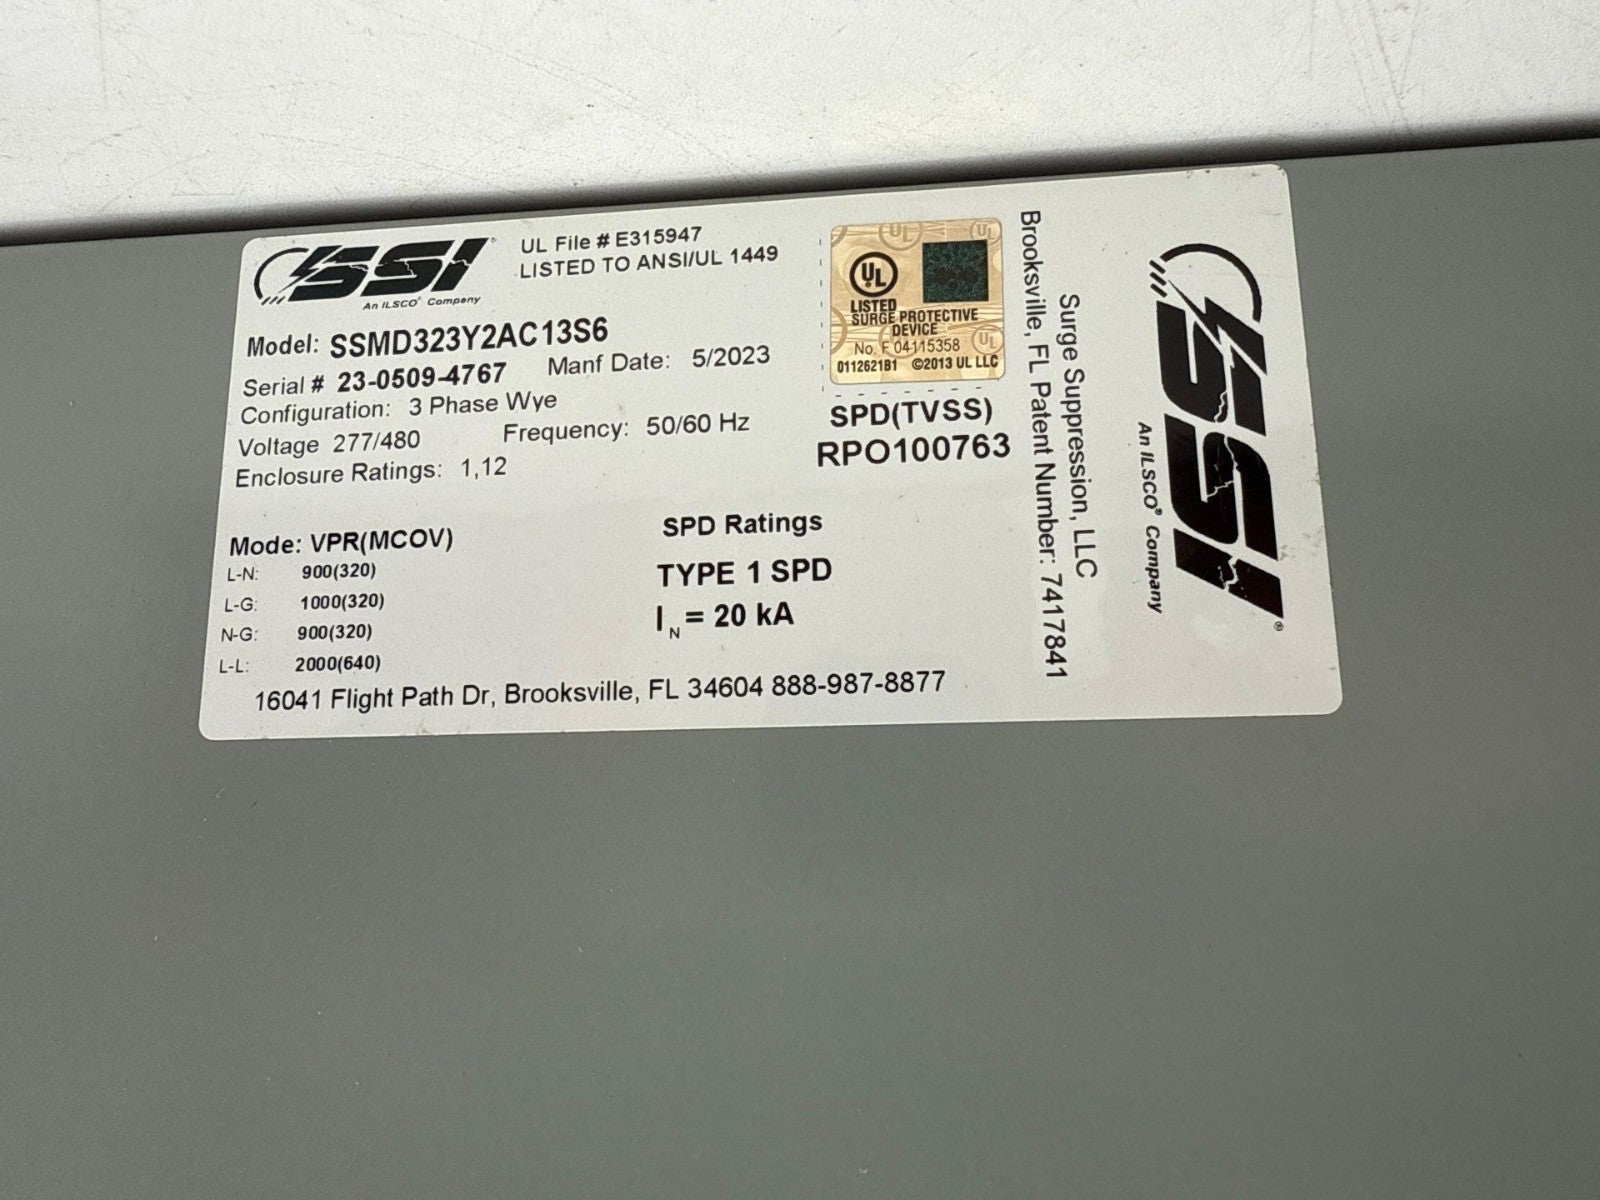 SSI®
An ILSCO® Company
UL File # E315947
LISTED TO ANSI/UL 1449
Model: SSMD323Y2AC13S6
Serial # 23-0509-4767 Manf Date: 5/2023
Configuration: 3 Phase Wye
Voltage 277/480 Frequency: 50/60 Hz
Enclosure Ratings: 1,12
UL
UL
UL
UL
LISTED
SURGE PROTECTIVE
DEVICE
No. F 04115358
0112621B1 ©2013 UL LLC
SPD(TVSS)
RPO100763
Mode: VPR(MCOV)
L-N: 900(320)
L-G: 1000(320)
N-G: 900(320)
L-L: 2000(640)
SPD Ratings
TYPE 1 SPD
IN = 20 kA
16041 Flight Path Dr, Brooksville, FL 34604 888-987-8877
Surge Suppression, LLC
Brooksville, FL Patent Number: 7417841
SSI®
An ILSCO® Company